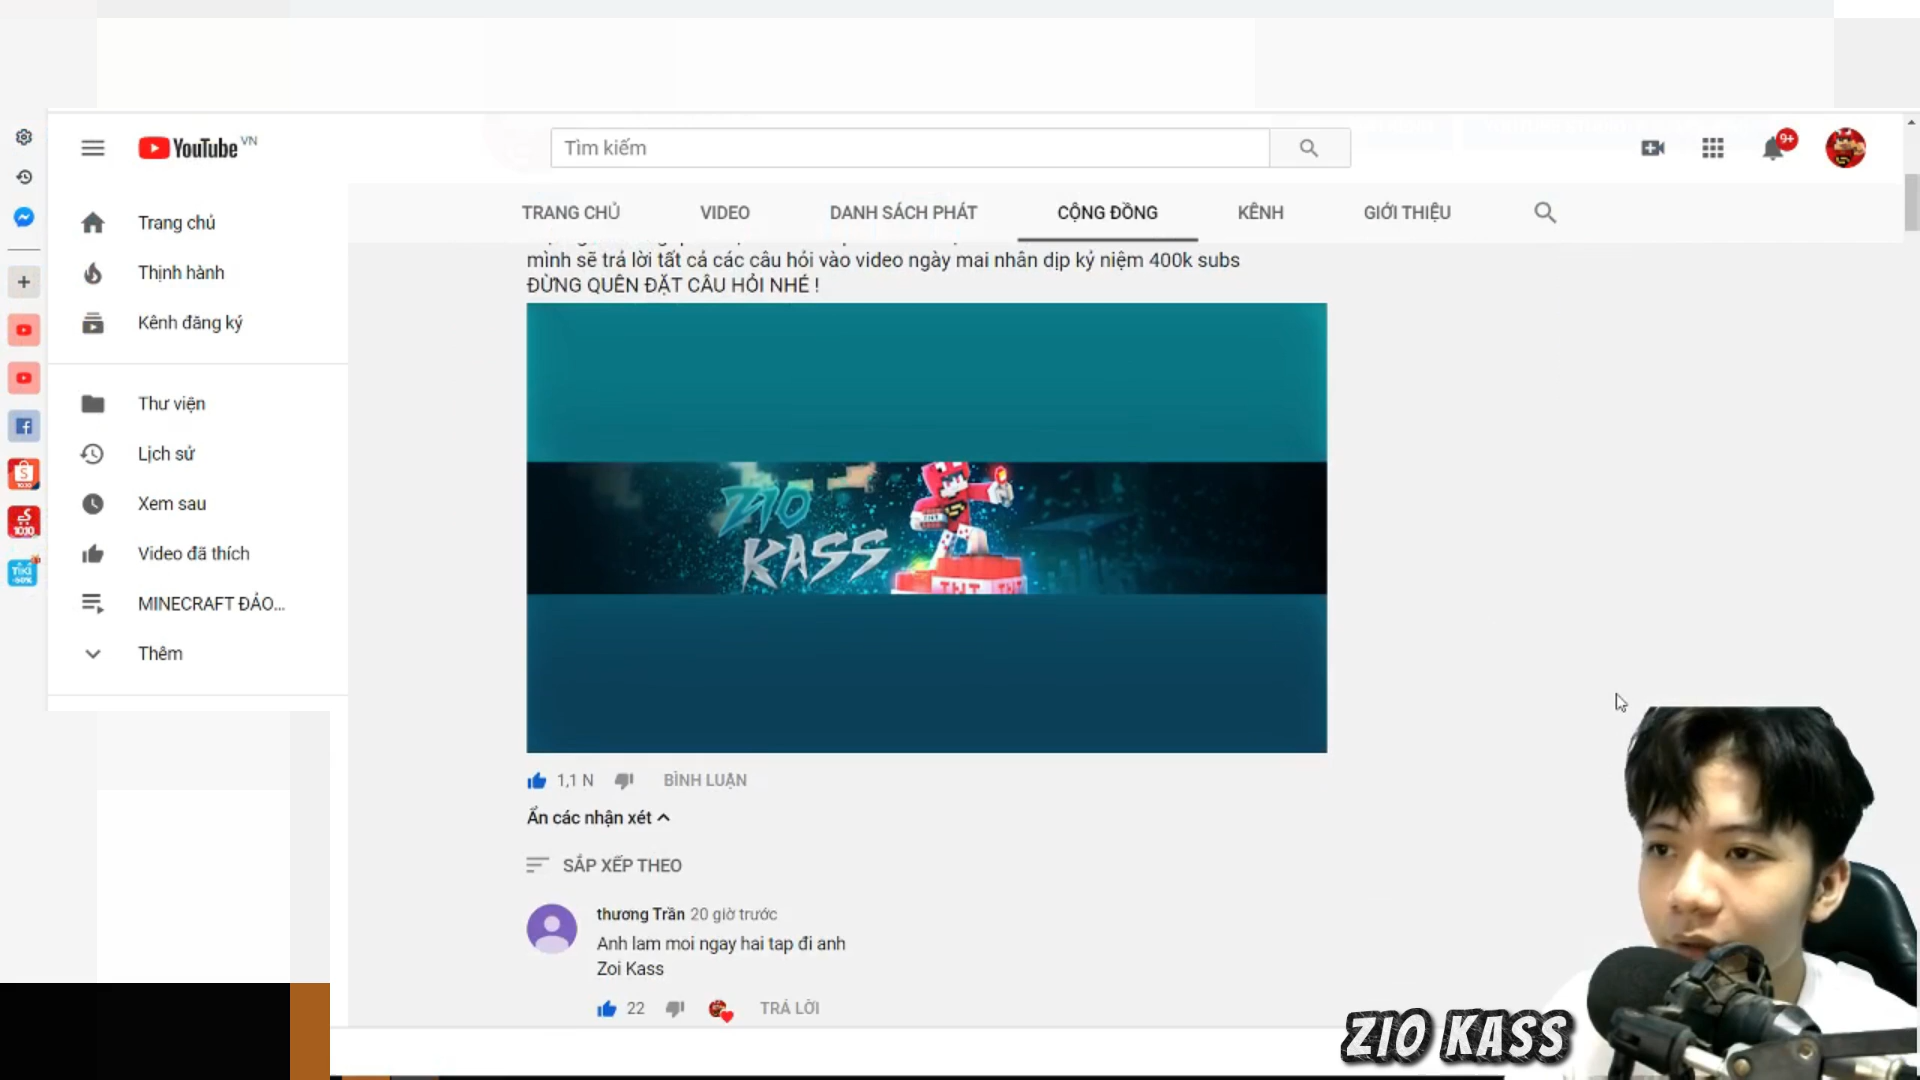 YouTube VN
Tìm kiếm
9+
TRANG CHỦ
VIDEO
DANH SÁCH PHÁT
CỘNG ĐỒNG
KÊNH
GIỚI THIỆU
Trang chủ
Thịnh hành
Kênh đăng ký
Thư viện
Lịch sử
Xem sau
Video đã thích
MINECRAFT ĐẢO...
Thêm
mình sẽ trả lời tất cả các câu hỏi vào video ngày mai nhân dịp kỷ niệm 400k subs
ĐỪNG QUÊN ĐẶT CÂU HỎI NHÉ !
ZIO
KASS
TNT
TNT
1,1 N
BÌNH LUẬN
Ẩn các nhận xét
SẮP XẾP THEO
thương Trần 20 giờ trước
Anh lam moi ngay hai tap đi anh
Zoi Kass
22
TRẢ LỜI
ZIO KASS